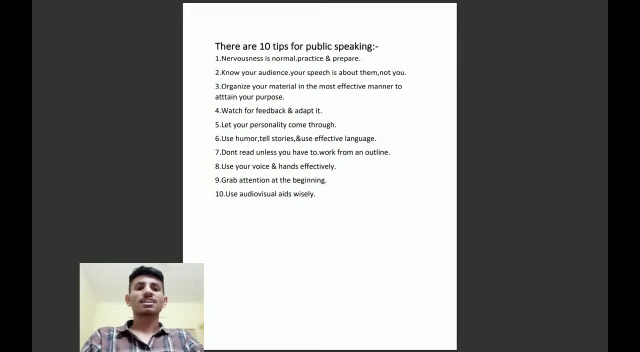 There are 10 tips for public speaking:-
1.Nervousness is normal.practice & prepare.
2.Know your audience.your speech is about them,not you.
3.Organize your material in the most effective manner to
atttain your purpose.
4.Watch for feedback & adapt it.
5.Let your personality come through.
6.Use humor,tell stories,&use effective language.
7.Dont read unless you have to.work from an outline.
8.Use your voice & hands effectively.
9.Grab attention at the beginning.
10.Use audiovisual aids wisely.